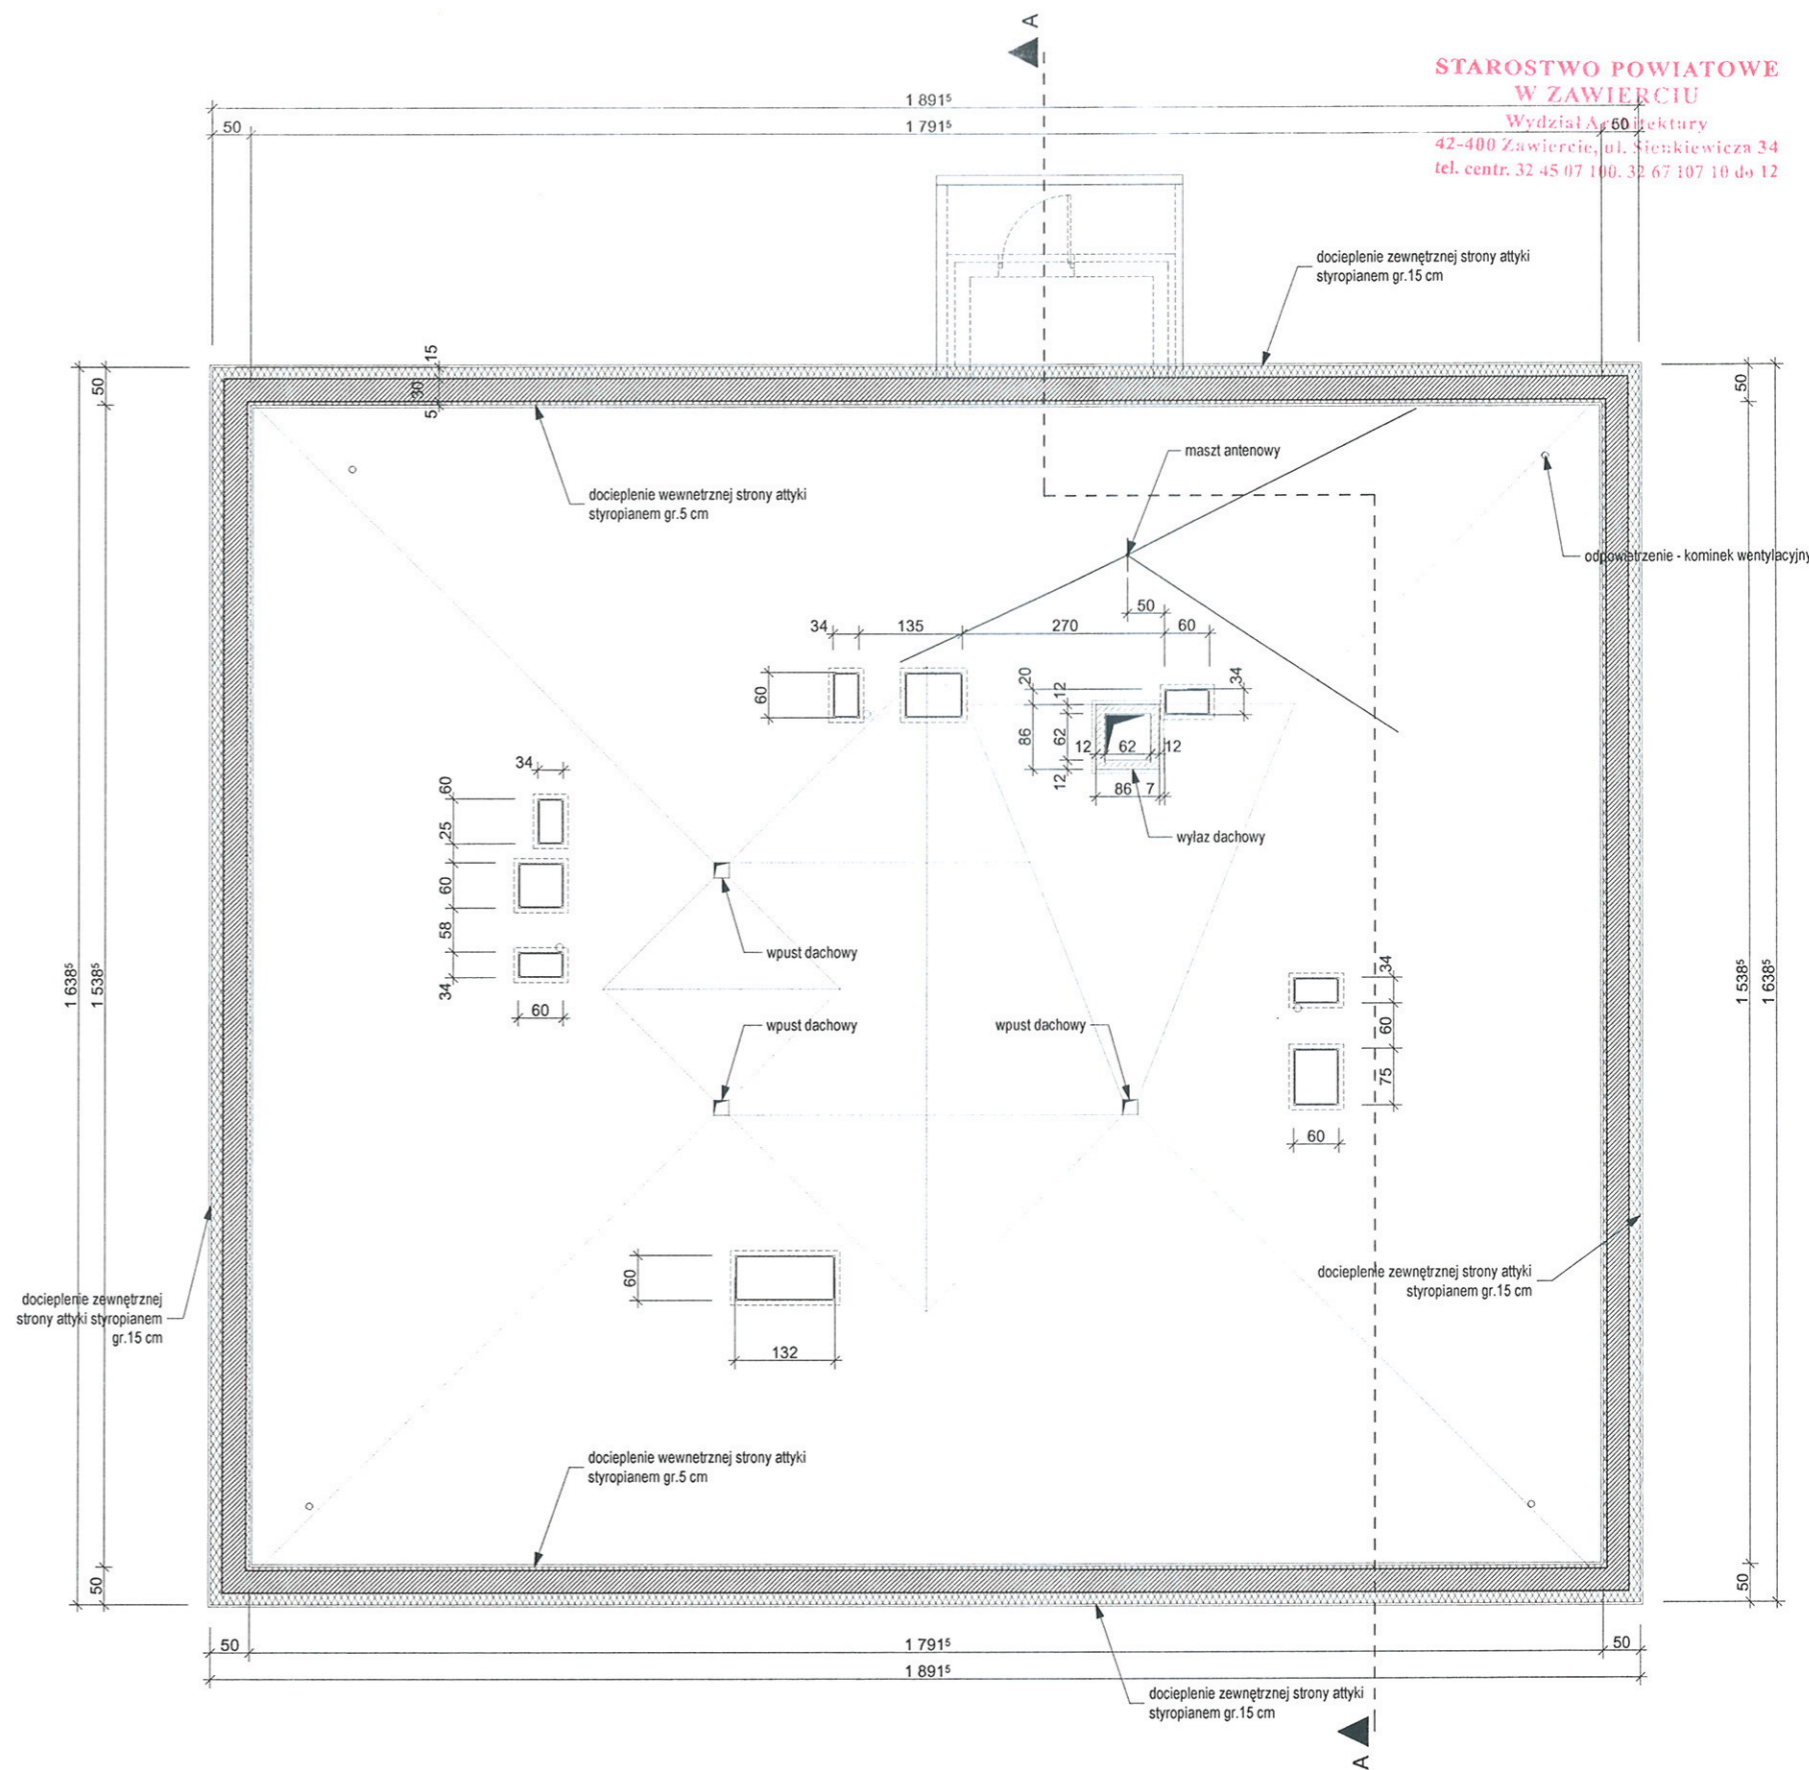 A
STAROSTWO POWIATOWE
W ZAWIERCIU
Wydział Architektury
42-400 Zawiercie, ul. Sienkiewicza 34
tel. centr. 32 45 07 100. 32 67 107 10 do 12
1 891⁵
50
1 791⁵
50
docieplenie zewnętrznej strony attyki
styropianem gr.15 cm
15
30
5
50
50
maszt antenowy
docieplenie wewnetrznej strony attyki
styropianem gr.5 cm
odpowietrzenie - kominek wentylacyjny
50
34
135
270
60
60
20
12
34
86
62
12
62
12
12
86
7
wyłaz dachowy
34
60
25
60
58
34
60
wpust dachowy
wpust dachowy
wpust dachowy
34
60
75
60
1 638⁵
1 538⁵
1 538⁵
1 638⁵
60
132
docieplenie zewnętrznej
strony attyki styropianem
gr.15 cm
docieplenie zewnętrznej strony attyki
styropianem gr.15 cm
docieplenie wewnetrznej strony attyki
styropianem gr.5 cm
50
50
50
1 791⁵
50
1 891⁵
docieplenie zewnętrznej strony attyki
styropianem gr.15 cm
A